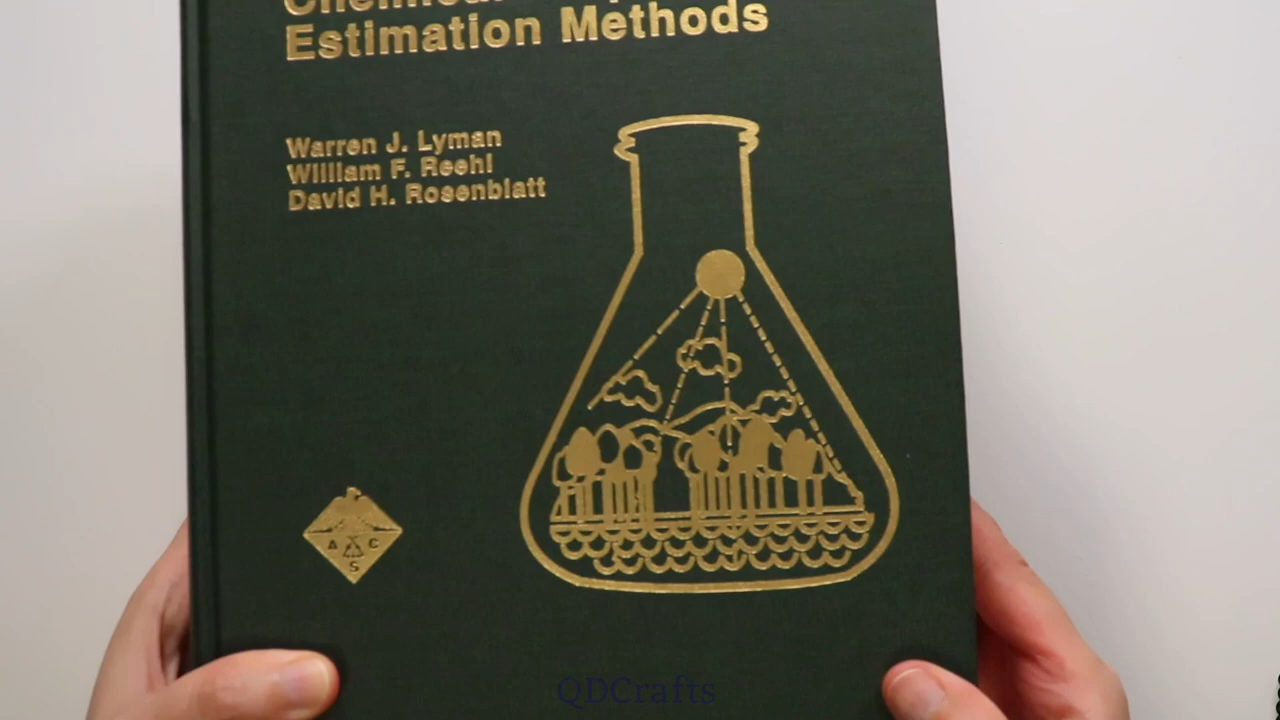 Estimation Methods
Warren J. Lyman
William F. Reehl
David H. Rosenblatt
A C
S
QDCrafts